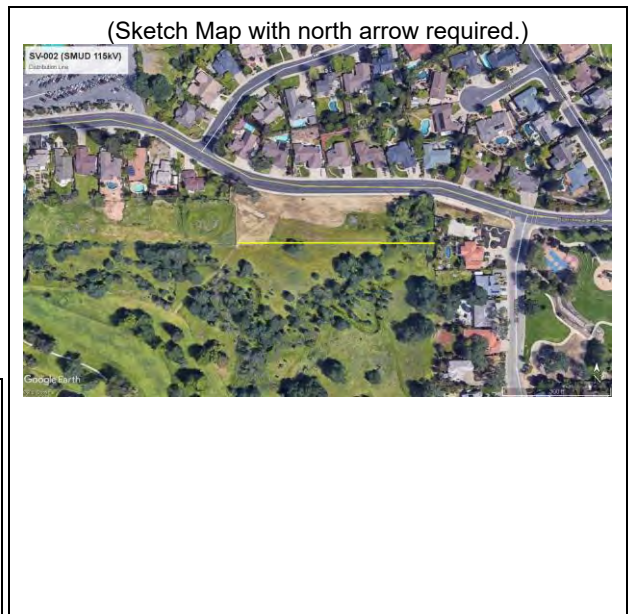 (Sketch Map with north arrow required.)
SV-002 (SMUD 115kV)
Distribution Line
Google Earth